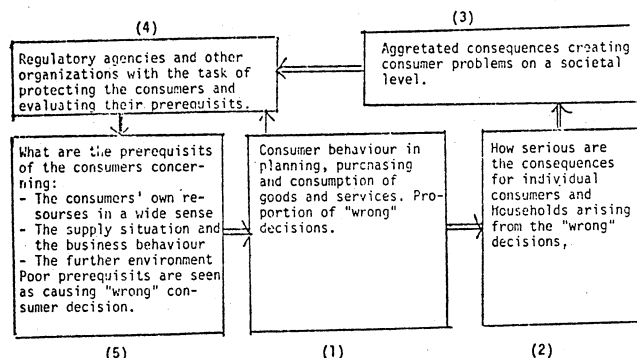 (4)
(3)
Regulatory agencies and other
organizations with the task of
protecting the consumers and
evaluating their prerequisits.
Aggretated consequences creating
consumer problems on a societal
level.
What are the prerequisits
of the consumers concer-
ning:
- The consumers' own re-
sourses in a wide sense
- The supply situation and
the business behaviour
- The further environment
Poor prerequisits are seen
as causing "wrong" con-
sumer decision.
Consumer behaviour in
planning, purchasing
and consumption of
goods and services. Pro-
portion of "wrong"
decisions.
How serious are
the consequences
for individual
consumers and
Households arising
from the "wrong"
decisions,
(5)
(1)
(2)